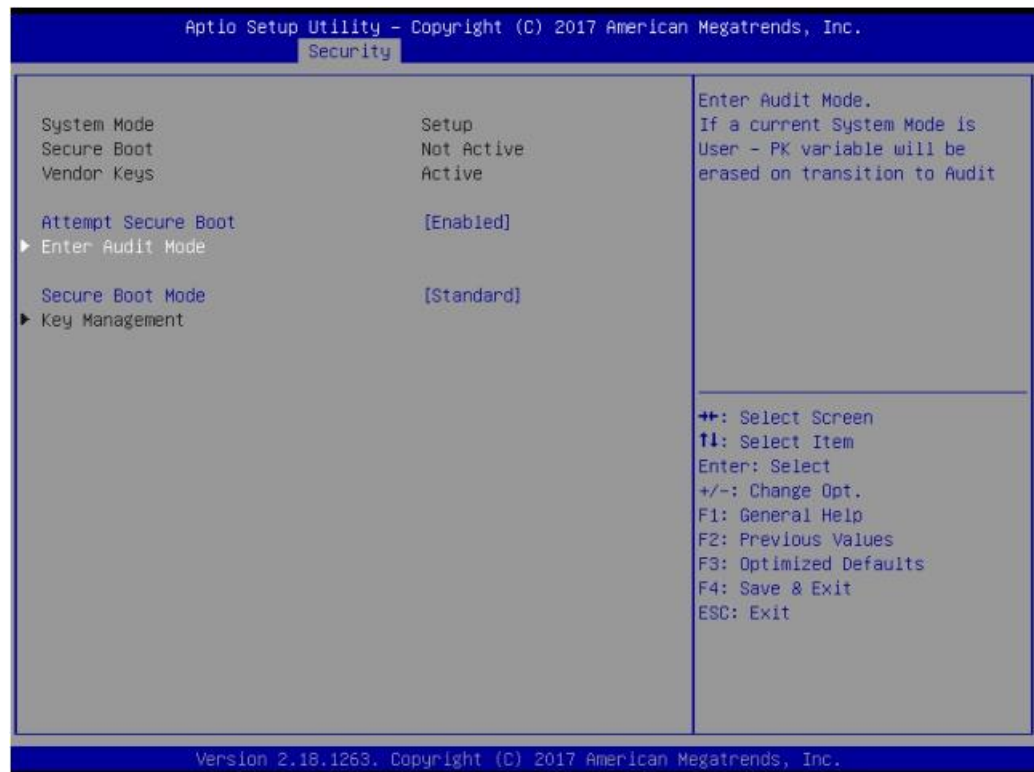 Aptio Setup Utility – Copyright (C) 2017 American Megatrends, Inc.
Security
System Mode Setup
Secure Boot Not Active
Vendor Keys Active
Attempt Secure Boot [Enabled]
▶ Enter Audit Mode
Secure Boot Mode [Standard]
▶ Key Management
Enter Audit Mode.
If a current System Mode is
User – PK variable will be
erased on transition to Audit
→←: Select Screen
↑↓: Select Item
Enter: Select
+/-: Change Opt.
F1: General Help
F2: Previous Values
F3: Optimized Defaults
F4: Save & Exit
ESC: Exit
Version 2.18.1263. Copyright (C) 2017 American Megatrends, Inc.